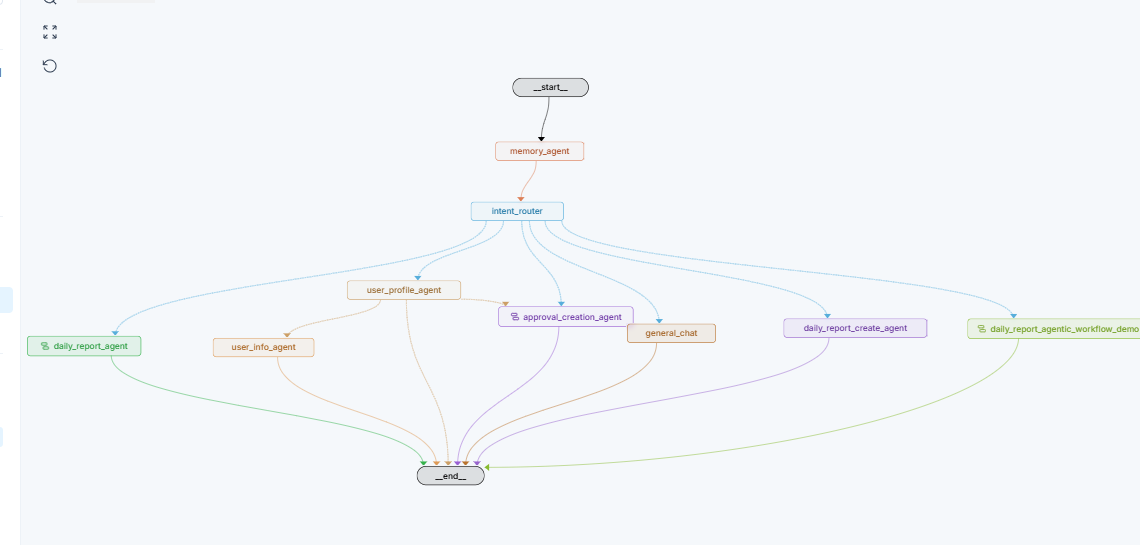 __start__
memory_agent
intent_router
user_profile_agent
approval_creation_agent
general_chat
daily_report_create_agent
daily_report_agentic_workflow_demo
daily_report_agent
user_info_agent
__end__